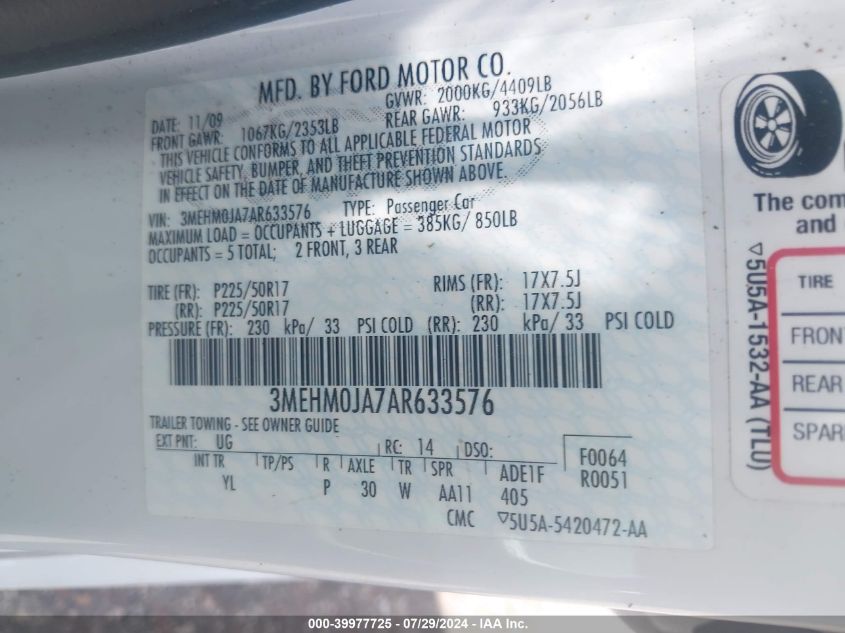 MFD. BY FORD MOTOR CO.
DATE: 11/09 GVWR: 2000KG/4409LB
FRONT GAWR: 1067KG/2353LB REAR GAWR: 933KG/2056LB
THIS VEHICLE CONFORMS TO ALL APPLICABLE FEDERAL MOTOR
VEHICLE SAFETY, BUMPER, AND THEFT PREVENTION STANDARDS
IN EFFECT ON THE DATE OF MANUFACTURE SHOWN ABOVE.
VIN: 3MEHM0JA7AR633576 TYPE: Passenger Car
MAXIMUM LOAD = OCCUPANTS + LUGGAGE = 385KG/ 850LB
OCCUPANTS = 5 TOTAL; 2 FRONT, 3 REAR
TIRE (FR): P225/50R17 RIMS (FR): 17X7.5J
(RR): P225/50R17 (RR): 17X7.5J
PRESSURE (FR): 230 kPa/ 33 PSI COLD (RR): 230 kPa/ 33 PSI COLD
3MEHM0JA7AR633576
TRAILER TOWING - SEE OWNER GUIDE
EXT PNT: UG RC: 14 DSO: F0064
INT TR TP/PS R AXLE TR SPR ADE1F R0051
YL P 30 W AA11 405
CMC ▽5U5A-5420472-AA
The com
and
▽5U5A-1532-AA (TLU)
TIRE
FRON
REAR
SPAR
000-39977725 - 07/29/2024 - IAA Inc.